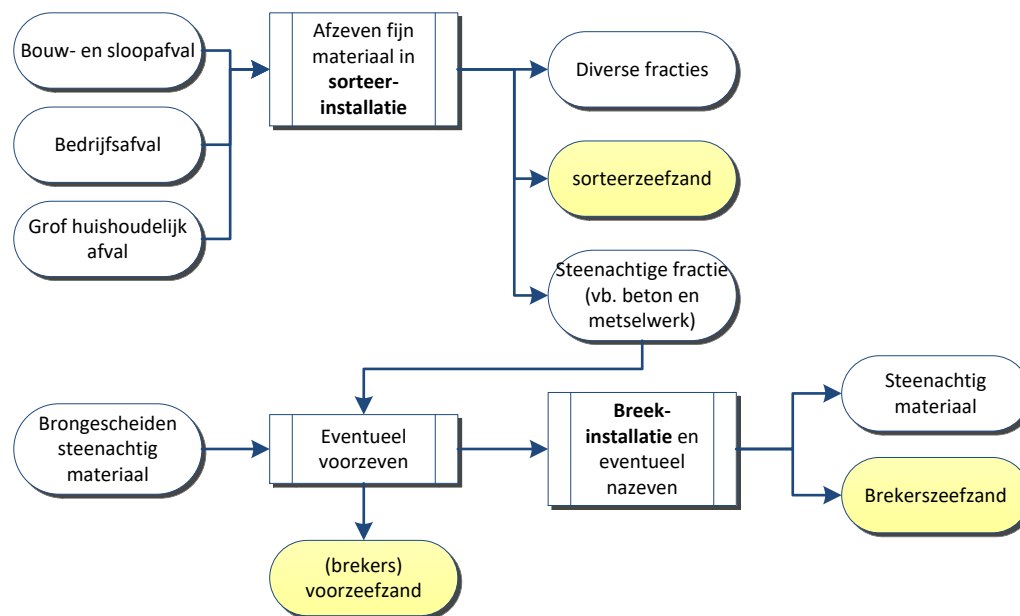 Bouw- en sloopafval
Afzeven fijn
materiaal in
sorteer-
installatie
Diverse fracties
Bedrijfsafval
sorteerzeefzand
Grof huishoudelijk
afval
Steenachtige fractie
(vb. beton en
metselwerk)
Brongescheiden
steenachtig
materiaal
Eventueel
voorzeven
Breek-
installatie en
eventueel
nazeven
Steenachtig
materiaal
Brekerszeefzand
(brekers)
voorzeefzand